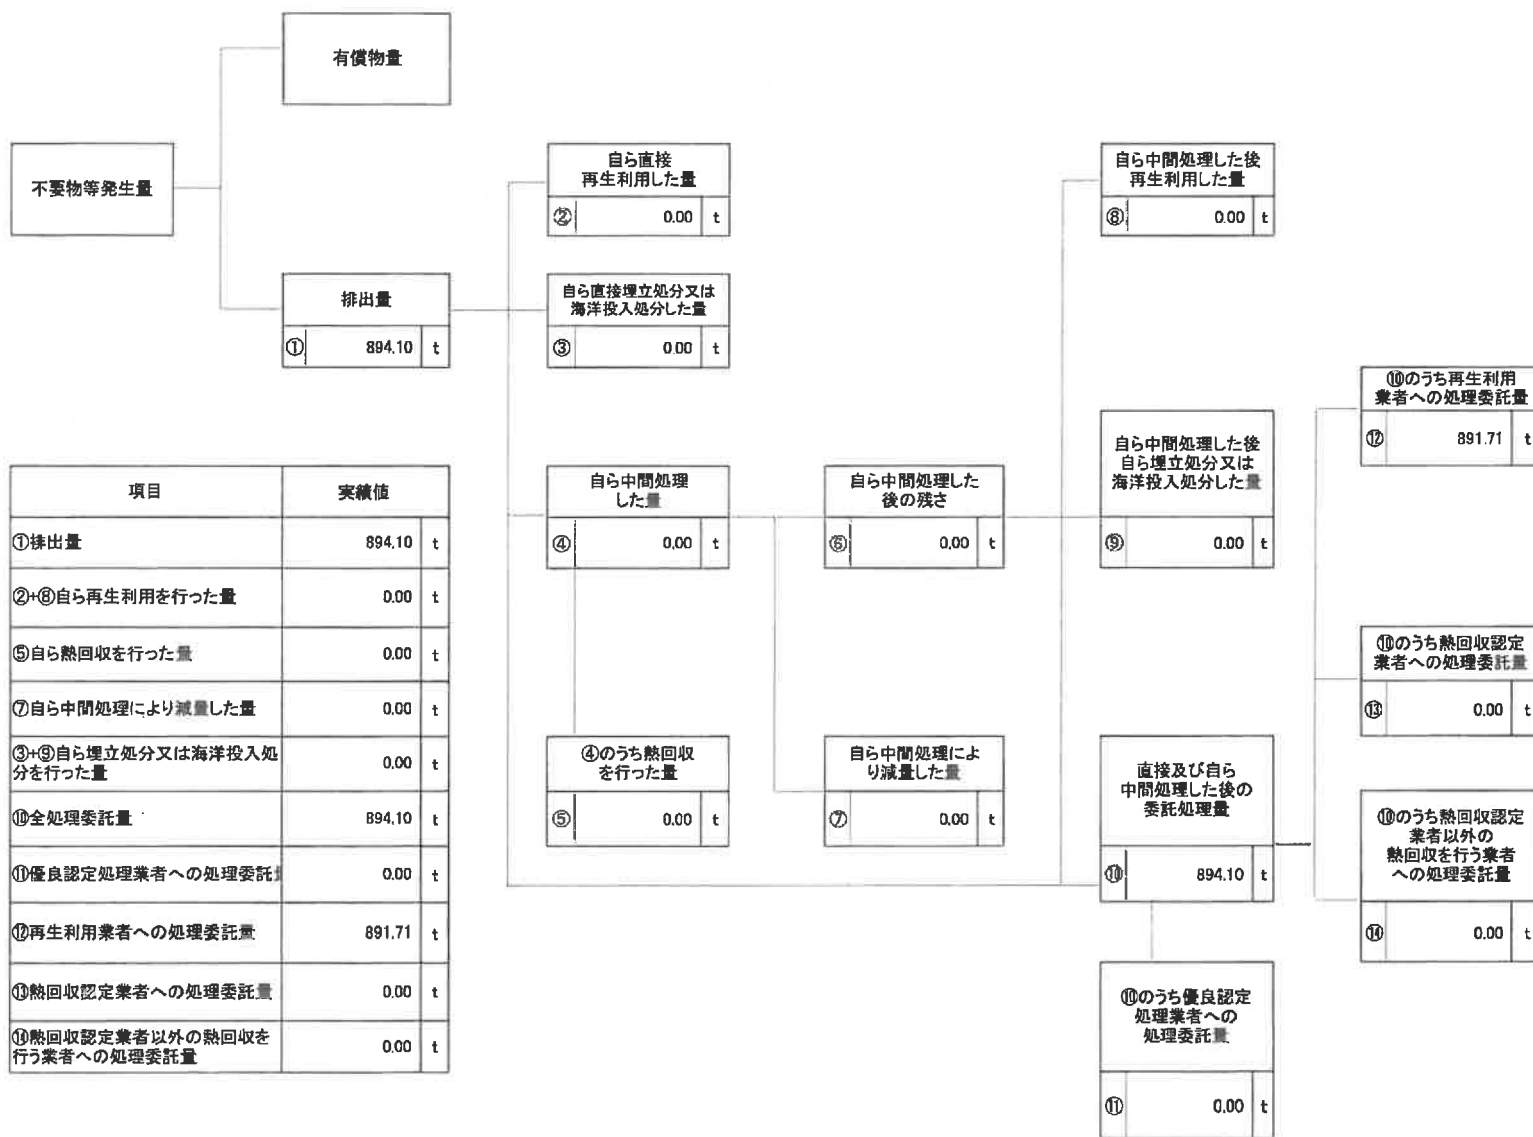 有償物量
不要物等発生量
排出量
① 894.10 t
自ら直接
再生利用した量
② 0.00 t
自ら直接埋立処分又は
海洋投入処分した量
③ 0.00 t
自ら中間処理
した量
④ 0.00 t
④のうち熱回収
を行った量
⑤ 0.00 t
自ら中間処理した
後の残さ
⑥ 0.00 t
自ら中間処理によ
り減量した量
⑦ 0.00 t
自ら中間処理した後
再生利用した量
⑧ 0.00 t
自ら中間処理した後
自ら埋立処分又は
海洋投入処分した量
⑨ 0.00 t
直接及び自ら
中間処理した後の
委託処理量
⑩ 894.10 t
⑩のうち優良認定
処理業者への
処理委託量
⑪ 0.00 t
⑩のうち再生利用
業者への処理委託量
⑫ 891.71 t
⑩のうち熱回収認定
業者への処理委託量
⑬ 0.00 t
⑩のうち熱回収認定
業者以外の
熱回収を行う業者
への処理委託量
⑭ 0.00 t
項目 実績値
①排出量 894.10 t
②+⑧自ら再生利用を行った量 0.00 t
⑤自ら熱回収を行った量 0.00 t
⑦自ら中間処理により減量した量 0.00 t
③+⑨自ら埋立処分又は海洋投入処
分を行った量 0.00 t
⑩全処理委託量 894.10 t
⑪優良認定処理業者への処理委託量 0.00 t
⑫再生利用業者への処理委託量 891.71 t
⑬熱回収認定業者への処理委託量 0.00 t
⑭熱回収認定業者以外の熱回収を
行う業者への処理委託量 0.00 t